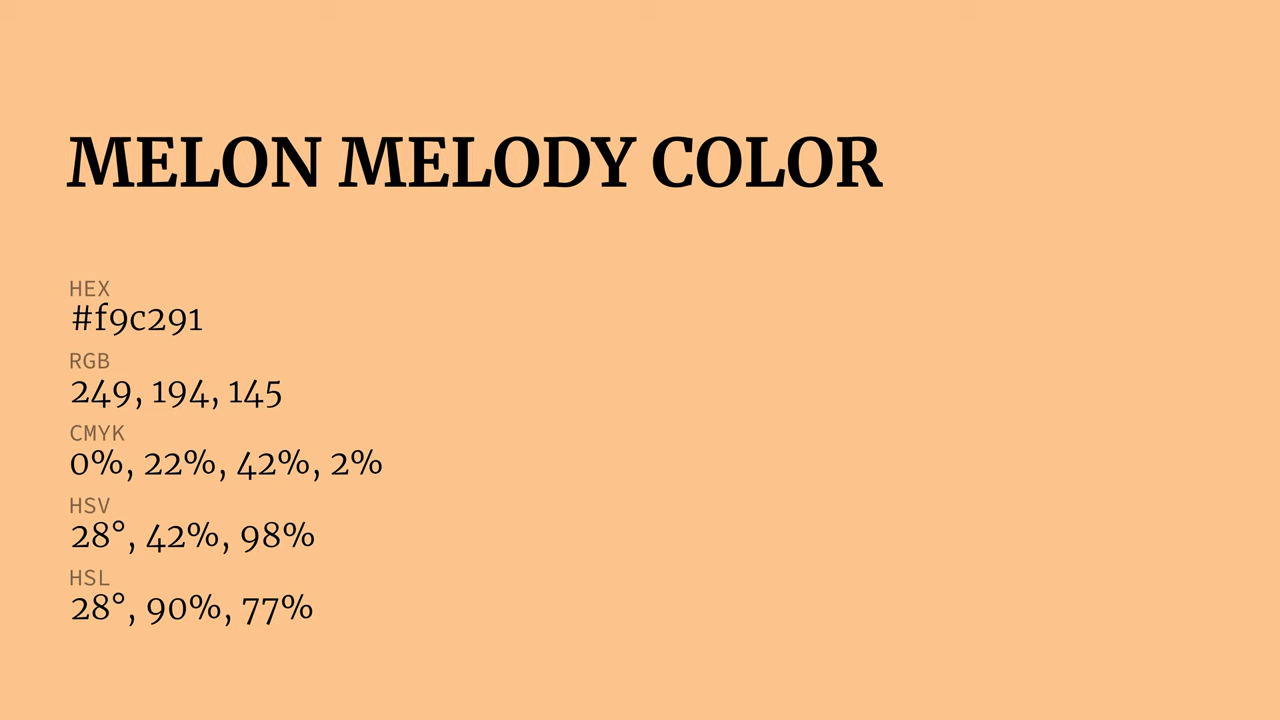 MELON MELODY COLOR
HEX
#f9c291
RGB
249, 194, 145
CMYK
0%, 22%, 42%, 2%
HSV
28°, 42%, 98%
HSL
28°, 90%, 77%